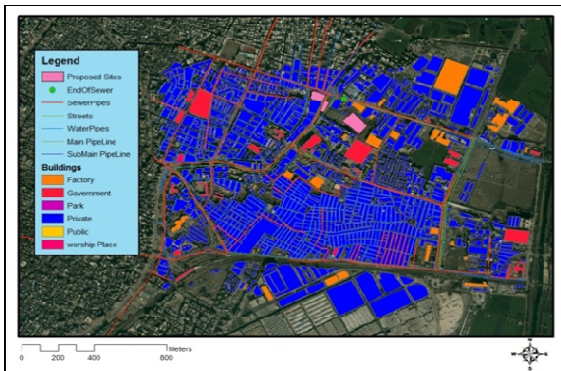 Legend
Proposed Sites
EndOfSewer
SewerPipes
Streets
WaterPipes
Main PipeLine
SubMain PipeLine
Buildings
Factory
Government
Park
Private
Public
worship Place
Meters
0 200 400 800
N
W E
S